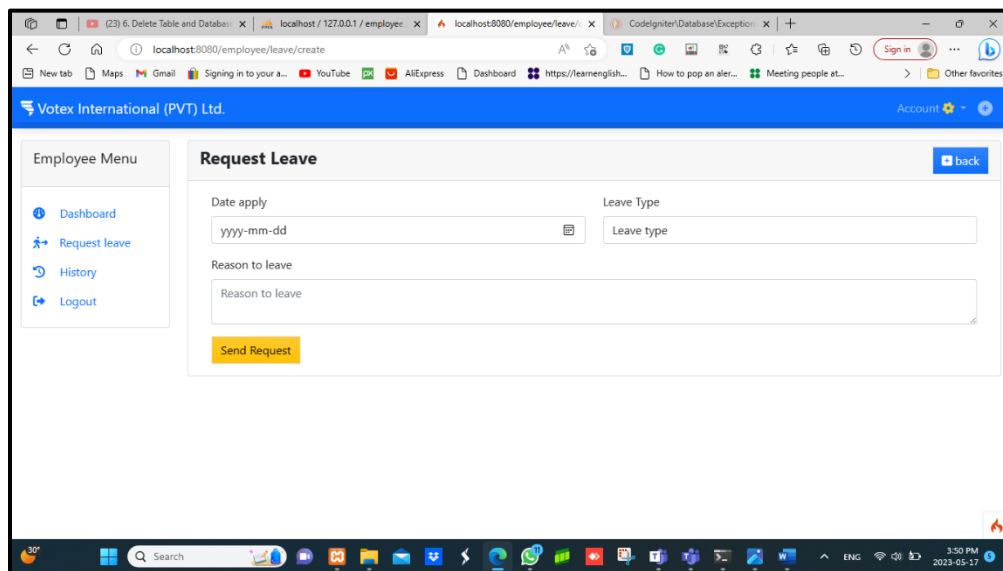 (23) 6. Delete Table and Databas
localhost / 127.0.0.1 / employee
localhost:8080/employee/leave/c
CodeIgniter\Database\Exception
localhost:8080/employee/leave/create
Sign in
New tab
Maps
Gmail
Signing in to your a...
YouTube
AliExpress
Dashboard
https://learnenglish...
How to pop an aler...
Meeting people at...
Other favorites
Votex International (PVT) Ltd.
Account
Employee Menu
Dashboard
Request leave
History
Logout
Request Leave
back
Date apply
Leave Type
yyyy-mm-dd
Leave type
Reason to leave
Reason to leave
Send Request
30°
Search
11
ENG
3:50 PM
2023-05-17